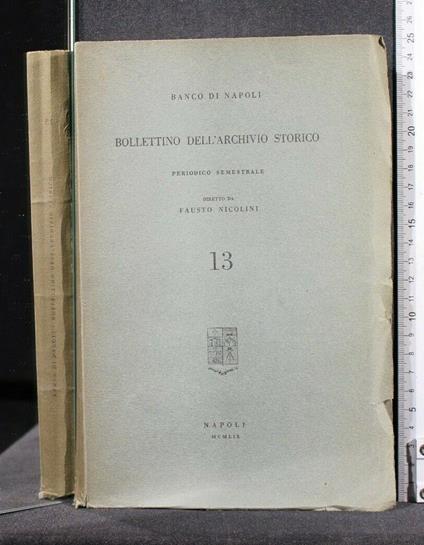 BANCO DI NAPOLI
BOLLETTINO DELL'ARCHIVIO STORICO
PERIODICO SEMESTRALE
DIRETTO DA
FAUSTO NICOLINI
13
NAPOLI
MCMLIX